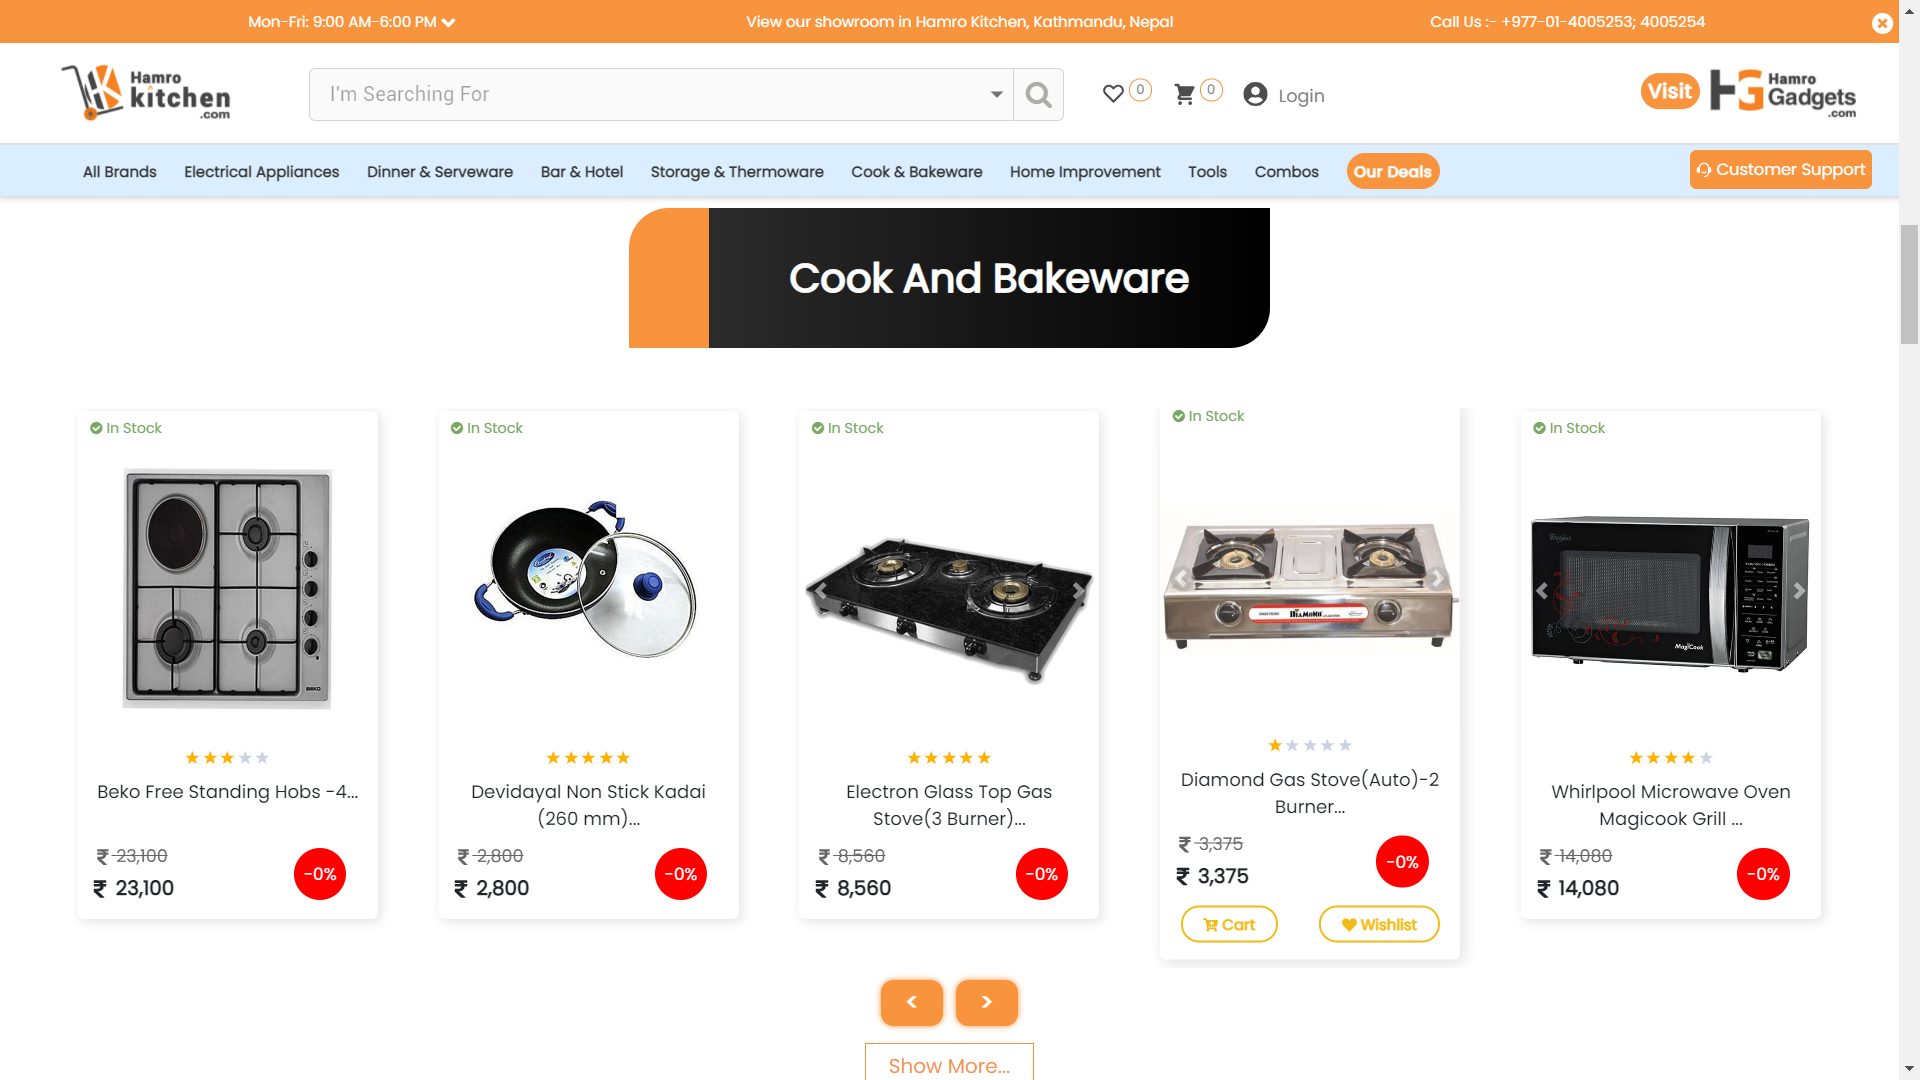 Mon-Fri: 9:00 AM-6:00 PM
View our showroom in Hamro Kitchen, Kathmandu, Nepal
Call Us :- +977-01-4005253; 4005254
Hamro
kitchen
.com
I'm Searching For
0
0
Login
Visit
HG
Hamro
Gadgets
.com
All Brands
Electrical Appliances
Dinner & Serveware
Bar & Hotel
Storage & Thermoware
Cook & Bakeware
Home Improvement
Tools
Combos
Our Deals
Customer Support
Cook And Bakeware
In Stock
BEKO
Beko Free Standing Hobs -4...
₹ 23,100
₹ 23,100
-0%
In Stock
Devidayal Non Stick Kadai
(260 mm)...
₹ 2,800
₹ 2,800
-0%
In Stock
Electron Glass Top Gas
Stove(3 Burner)...
₹ 8,560
₹ 8,560
-0%
In Stock
DIAMOND
Diamond Gas Stove(Auto)-2
Burner...
₹ 3,375
₹ 3,375
-0%
Cart
Wishlist
In Stock
Whirlpool
MagiCook
Whirlpool Microwave Oven
Magicook Grill ...
₹ 14,080
₹ 14,080
-0%
<
>
Show More...